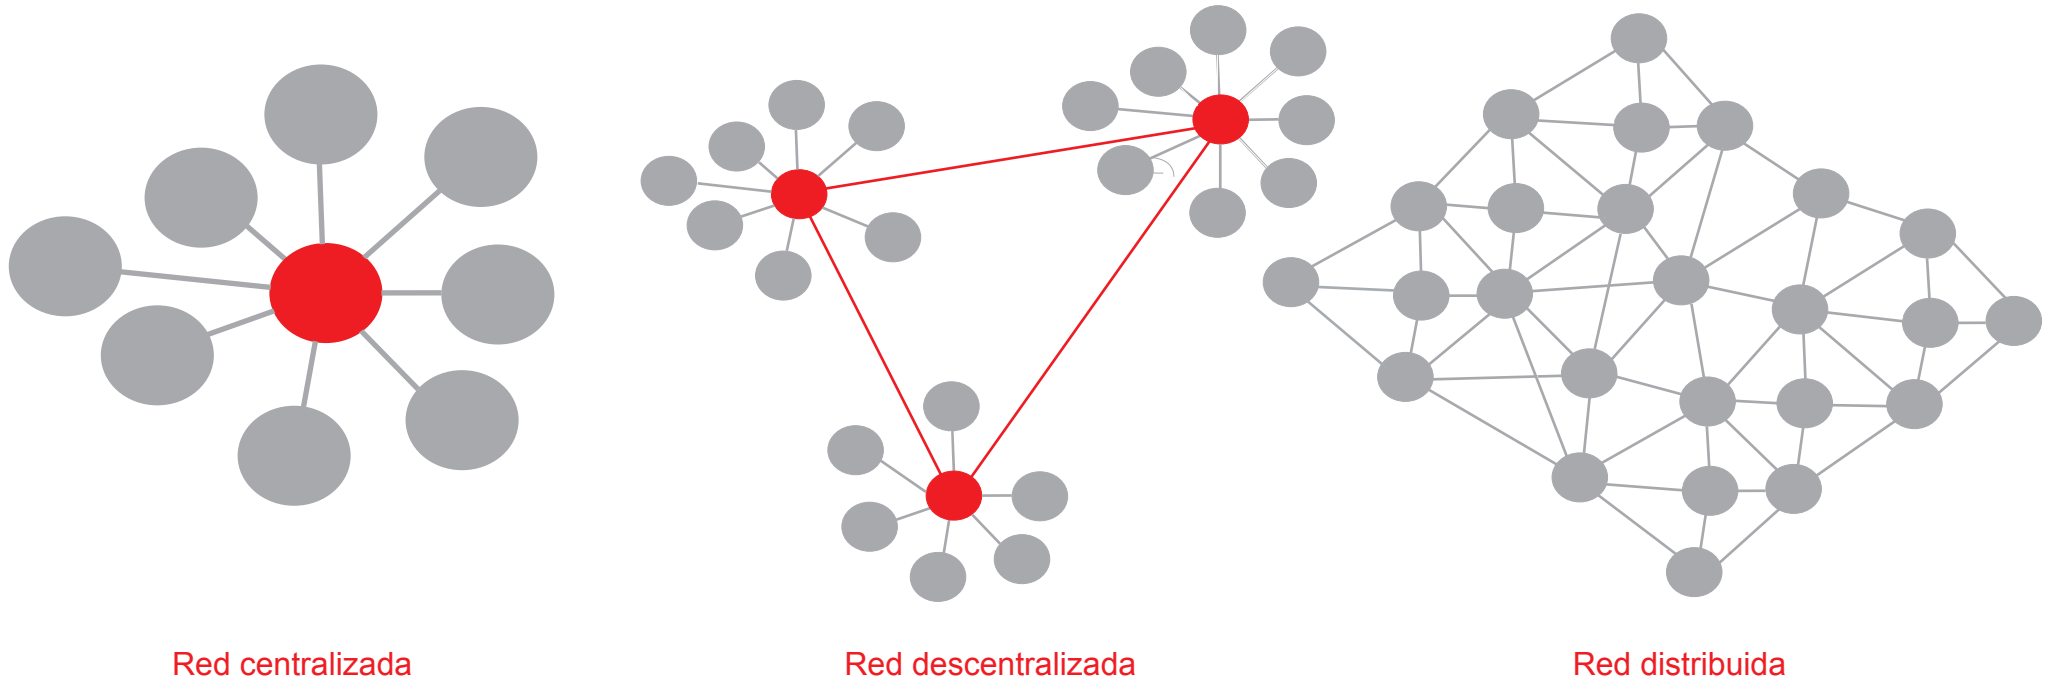 Red centralizada
Red descentralizada
Red distribuida